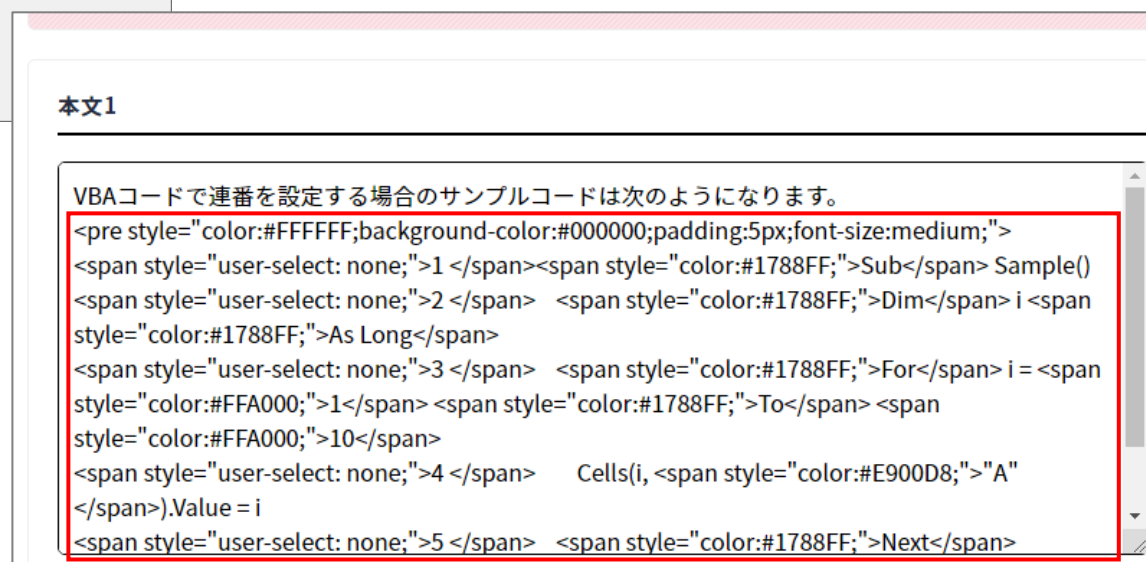 本文1
VBAコードで連番を設定する場合のサンプルコードは次のようになります。
<pre style="color:#FFFFFF;background-color:#000000;padding:5px;font-size:medium;">
<span style="user-select: none;">1 </span><span style="color:#1788FF;">Sub</span> Sample()
<span style="user-select: none;">2 </span>    <span style="color:#1788FF;">Dim</span> i <span
style="color:#1788FF;">As Long</span>
<span style="user-select: none;">3 </span>    <span style="color:#1788FF;">For</span> i = <span
style="color:#FFA000;">1</span> <span style="color:#1788FF;">To</span> <span
style="color:#FFA000;">10</span>
<span style="user-select: none;">4 </span>        Cells(i, <span style="color:#E900D8;">"A"
</span>).Value = i
<span style="user-select: none;">5 </span>    <span style="color:#1788FF;">Next</span>